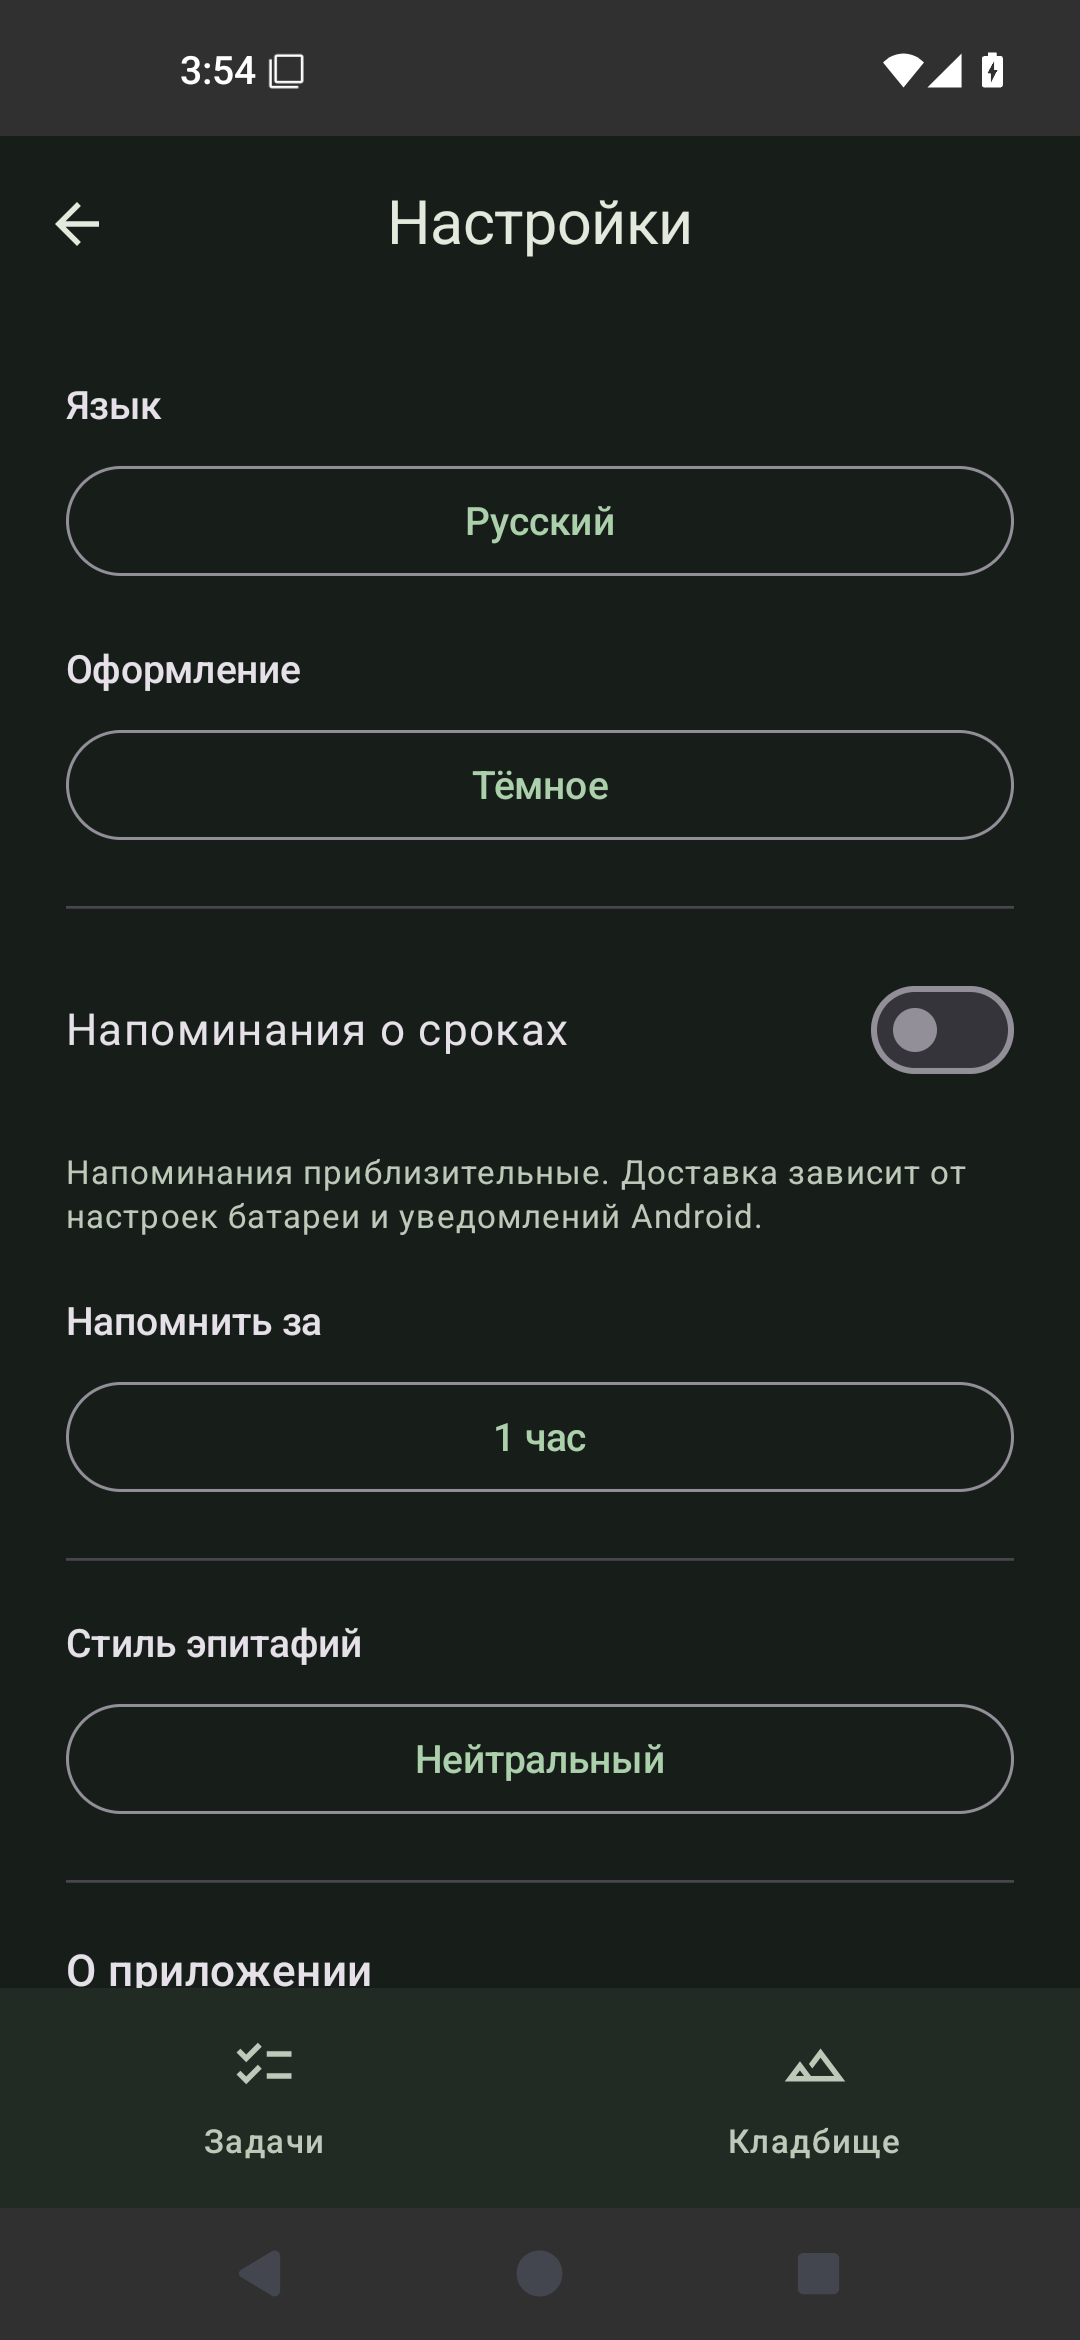 3:54
Настройки
Язык
Русский
Оформление
Тёмное
Напоминания о сроках
Напоминания приблизительные. Доставка зависит от
настроек батареи и уведомлений Android.
Напомнить за
1 час
Стиль эпитафий
Нейтральный
О приложении
Задачи
Кладбище